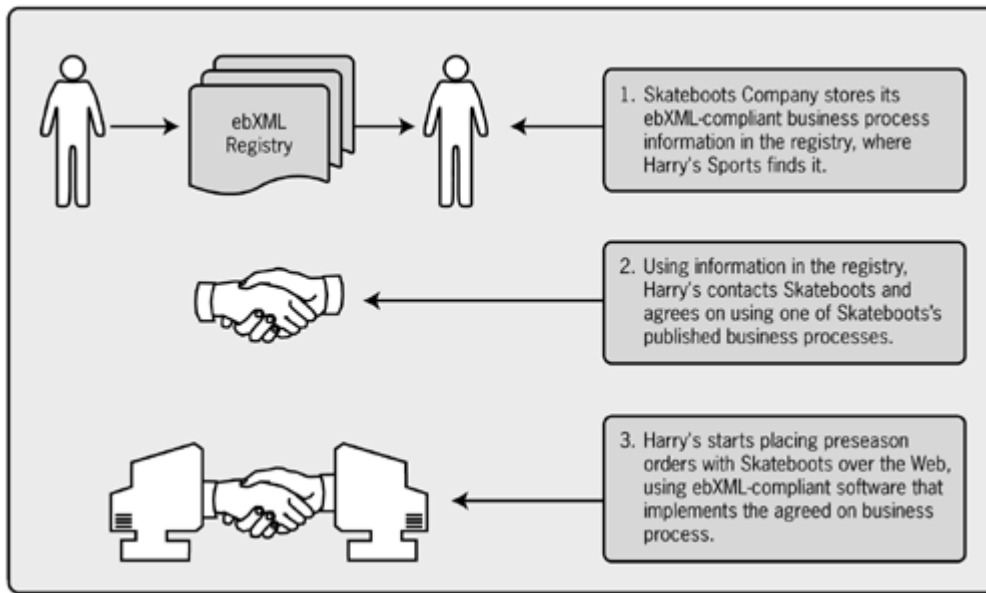 ebXML
Registry
1. Skateboots Company stores its
ebXML-compliant business process
information in the registry, where
Harry's Sports finds it.
2. Using information in the registry,
Harry's contacts Skateboots and
agrees on using one of Skateboots's
published business processes.
3. Harry's starts placing preseason
orders with Skateboots over the Web,
using ebXML-compliant software that
implements the agreed on business
process.